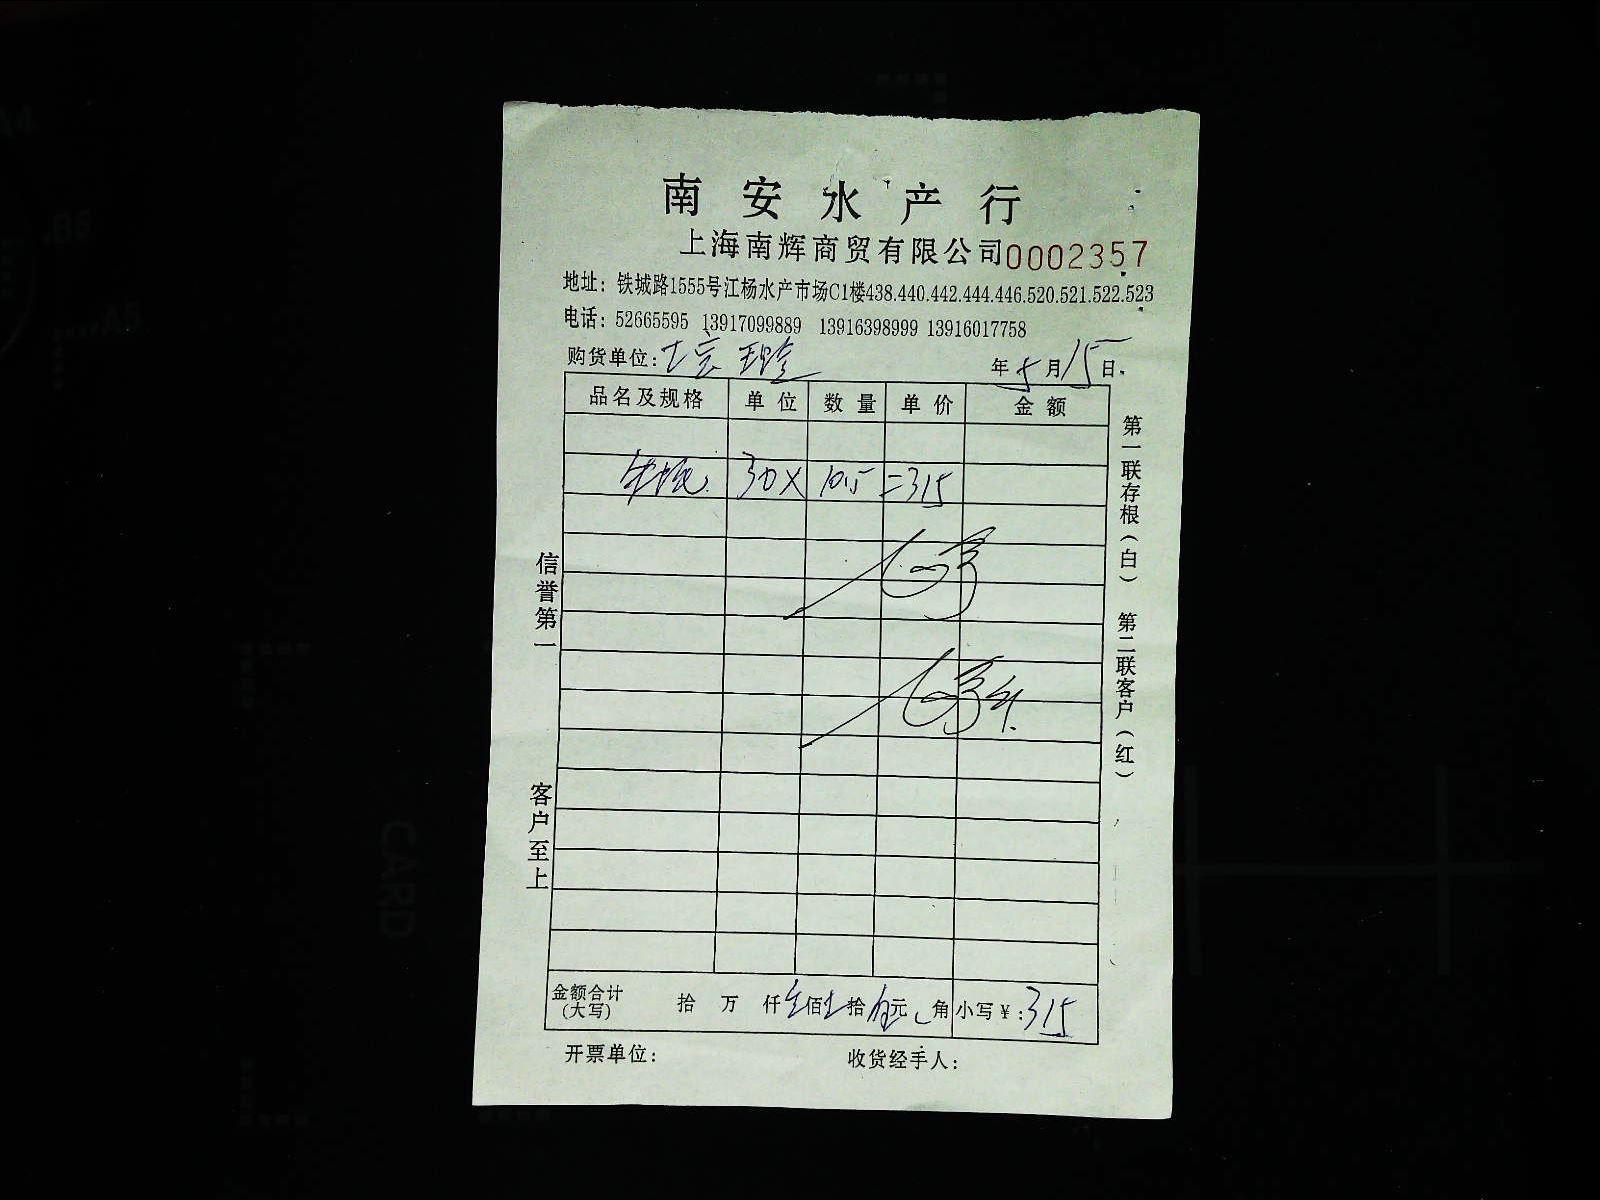 南安水产行
上海南辉商贸有限公司0002357
地址：铁城路1555号江杨水产市场C1楼438.440.442.444.446.520.521.522.523
电话：52665595 13917099889 13916398999 13916017758
购货单位：
年5月15日
品名及规格 单位 数量 单价 金额
30× 10.5 =315
金额合计（大写） 拾 万 仟 佰 拾 元 角 小写¥：315
开票单位： 收货经手人：
信誉第一 客户至上
第一联存根（白） 第二联客户（红）